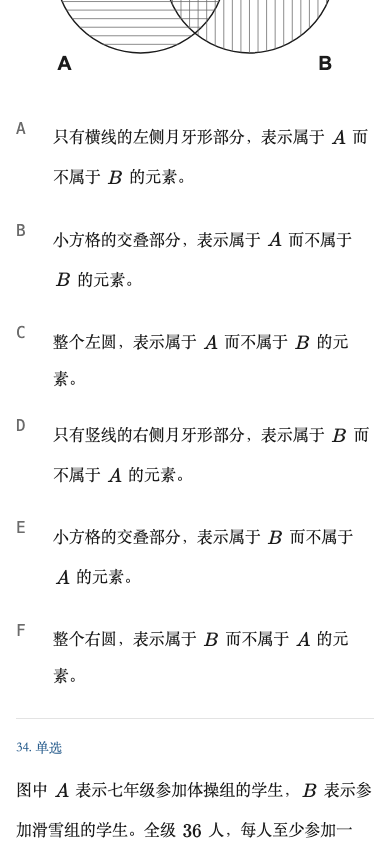 A B
A 只有横线的左侧月牙形部分，表示属于 A 而
不属于 B 的元素。
B 小方格的交叠部分，表示属于 A 而不属于
B 的元素。
C 整个左圆，表示属于 A 而不属于 B 的元
素。
D 只有竖线的右侧月牙形部分，表示属于 B 而
不属于 A 的元素。
E 小方格的交叠部分，表示属于 B 而不属于
A 的元素。
F 整个右圆，表示属于 B 而不属于 A 的元
素。
34. 单选
图中 A 表示七年级参加体操组的学生，B 表示参
加滑雪组的学生。全级 36 人，每人至少参加一